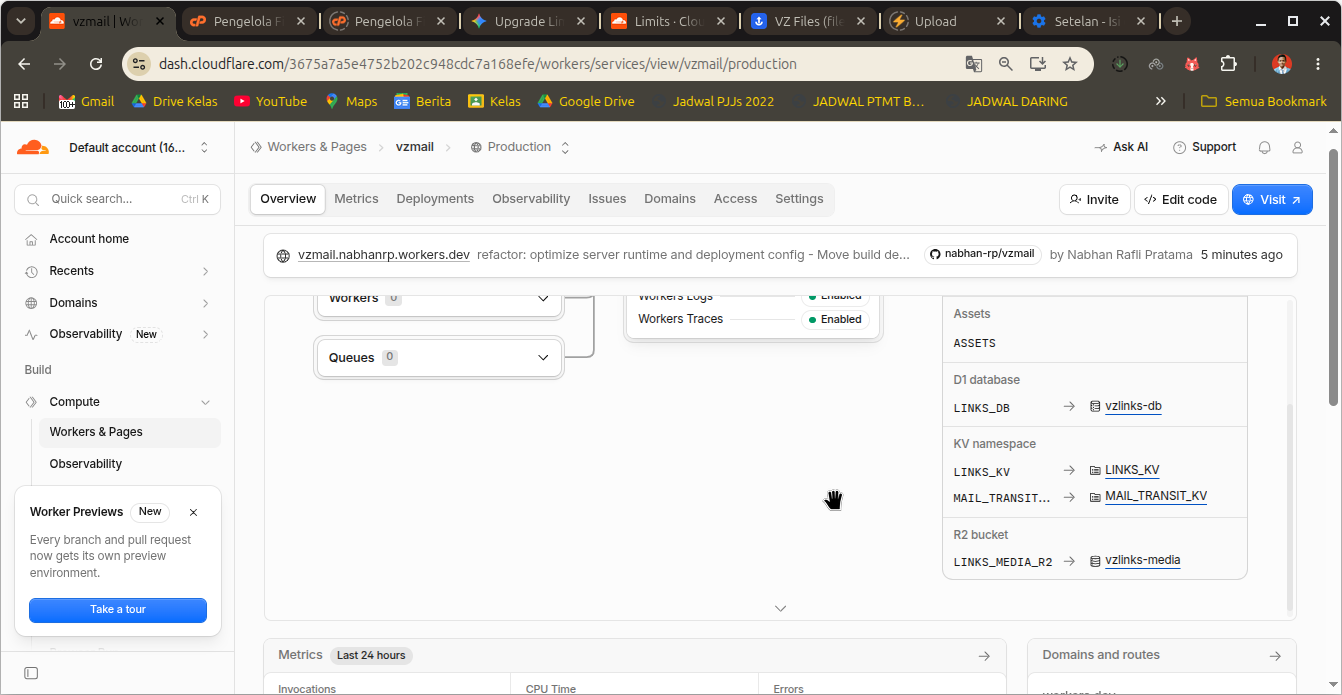 vzmail | Wor
Pengelola F
Pengelola F
Upgrade Lin
Limits · Clou
VZ Files (file
Upload
Setelan - Isi
dash.cloudflare.com/3675a7a5e4752b202c948cdc7a168efe/workers/services/view/vzmail/production
100+ Gmail
Drive Kelas
YouTube
Maps
Berita
Kelas
Google Drive
Jadwal PJJs 2022
JADWAL PTMT B...
JADWAL DARING
Semua Bookmark
Default account (16...
Workers & Pages
vzmail
Production
Ask AI
Support
Quick search...
Ctrl K
Overview
Metrics
Deployments
Observability
Issues
Domains
Access
Settings
Invite
Edit code
Visit
Account home
Recents
Domains
Observability New
Build
Compute
Workers & Pages
Observability
Worker Previews New
Every branch and pull request
now gets its own preview
environment.
Take a tour
vzmail.nabhanrp.workers.dev refactor: optimize server runtime and deployment config - Move build de... nabhan-rp/vzmail by Nabhan Rafli Pratama 5 minutes ago
Workers 0
Queues 0
Workers Logs Enabled
Workers Traces Enabled
Assets
ASSETS
D1 database
LINKS_DB vzlinks-db
KV namespace
LINKS_KV LINKS_KV
MAIL_TRANSIT... MAIL_TRANSIT_KV
R2 bucket
LINKS_MEDIA_R2 vzlinks-media
Metrics Last 24 hours
Invocations
CPU Time
Errors
Domains and routes
workers.dev